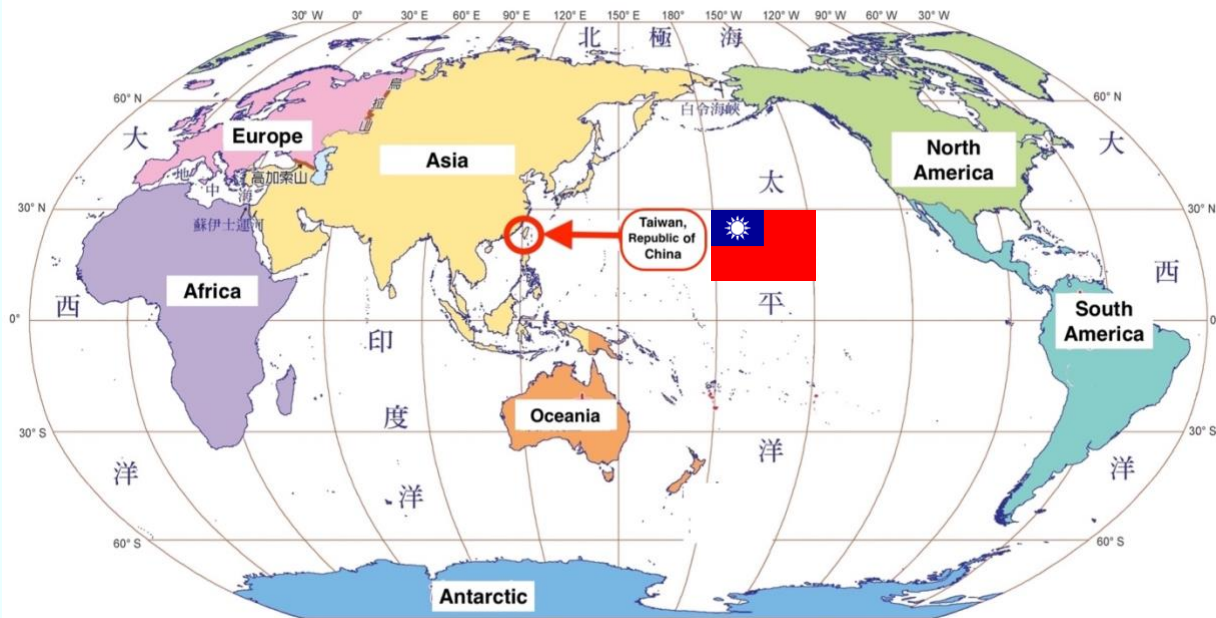 30° W 0° 30° E 60° E 90° E 120° E 150° E 180° 150° W 120° W 90° W 60° W 30° W
北極海
烏拉山
60° N
60° N
白令海峽
大西洋
Europe
Asia
North
America
大西洋
高加索山
地中海
太平洋
30° N
30° N
蘇伊士運河
Taiwan,
Republic of
China
Africa
印度洋
South
America
0°
0°
Oceania
30° S
30° S
60° S
60° S
Antarctic